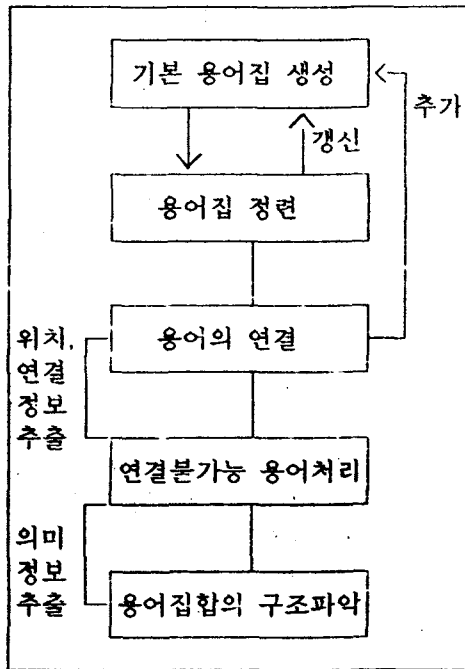 기본 용어집 생성
추가
갱신
용어집 정련
용어의 연결
위치,
연결
정보
추출
연결불가능 용어처리
의미
정보
추출
용어집합의 구조파악